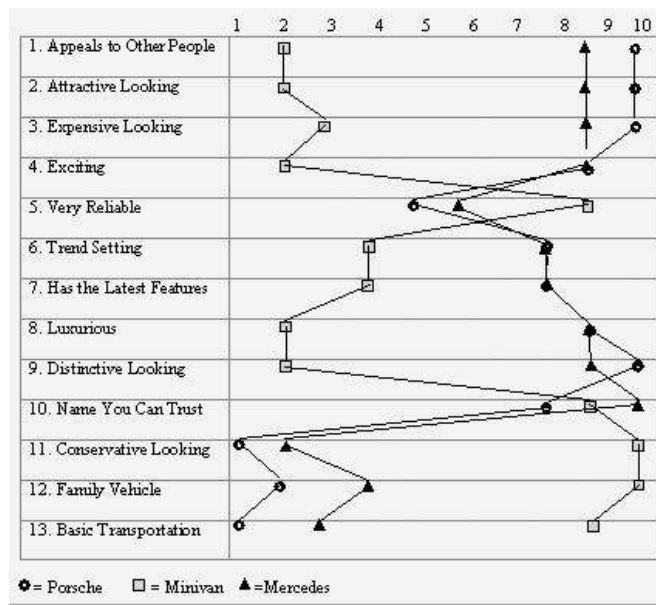 1 2 3 4 5 6 7 8 9 10
1. Appeals to Other People
2. Attractive Looking
3. Expensive Looking
4. Exciting
5. Very Reliable
6. Trend Setting
7. Has the Latest Features
8. Luxurious
9. Distinctive Looking
10. Name You Can Trust
11. Conservative Looking
12. Family Vehicle
13. Basic Transportation
= Porsche = Minivan =Mercedes